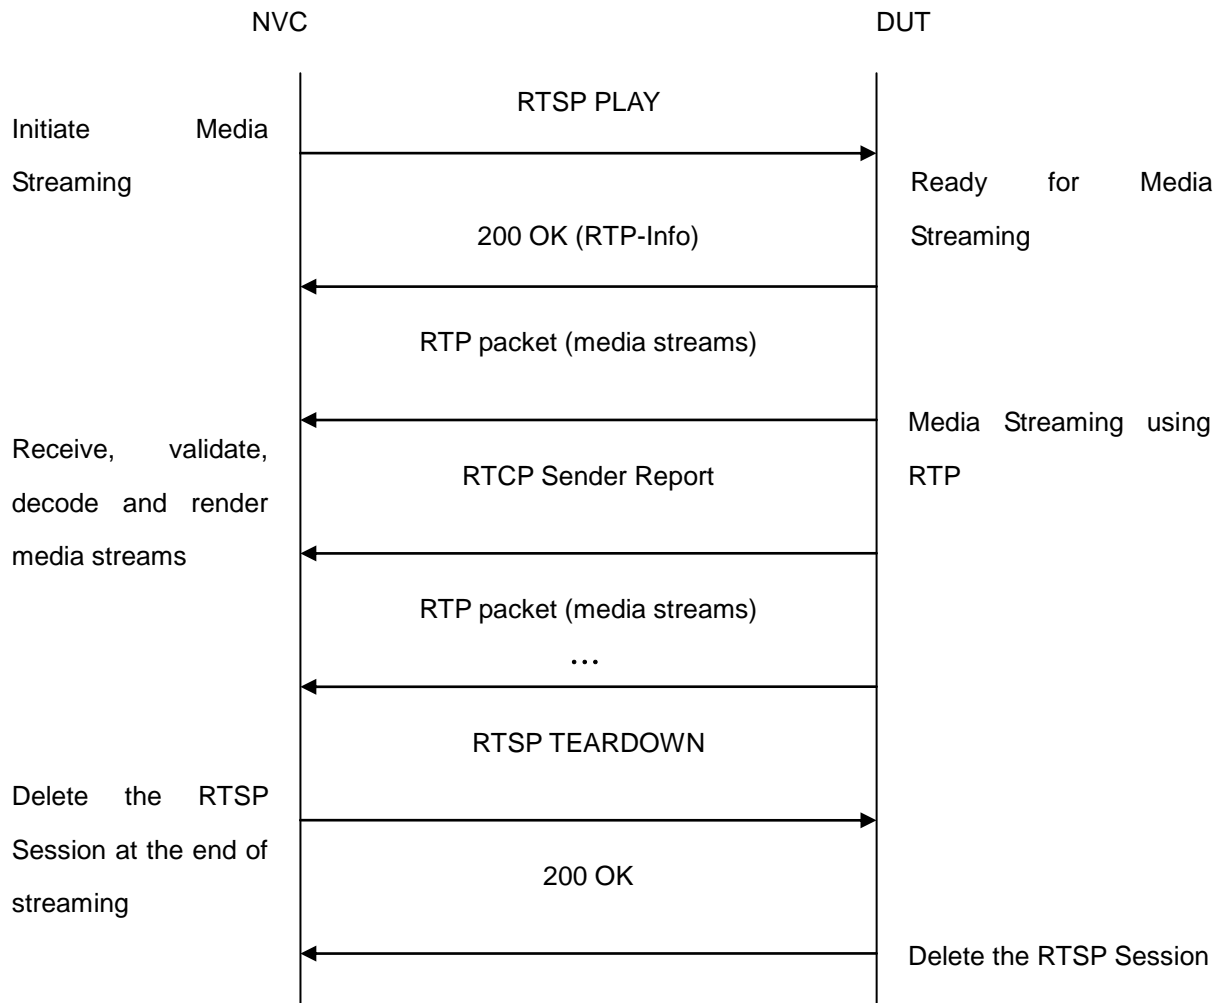 NVC
DUT
RTSP PLAY
Initiate Media
Streaming
Ready for Media
Streaming
200 OK (RTP-Info)
RTP packet (media streams)
Media Streaming using
RTP
Receive, validate,
decode and render
media streams
RTCP Sender Report
RTP packet (media streams)
...
RTSP TEARDOWN
Delete the RTSP
Session at the end of
streaming
200 OK
Delete the RTSP Session